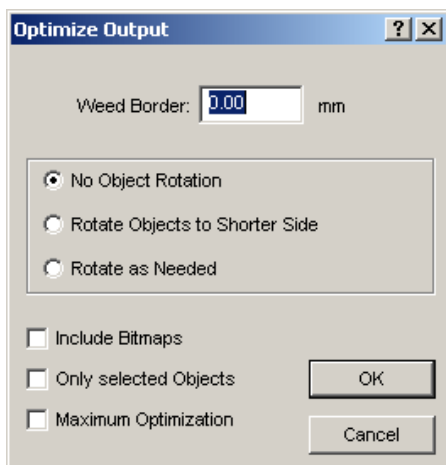 Optimize Output
Weed Border: 0.00 mm
No Object Rotation
Rotate Objects to Shorter Side
Rotate as Needed
Include Bitmaps
Only selected Objects
OK
Maximum Optimization
Cancel